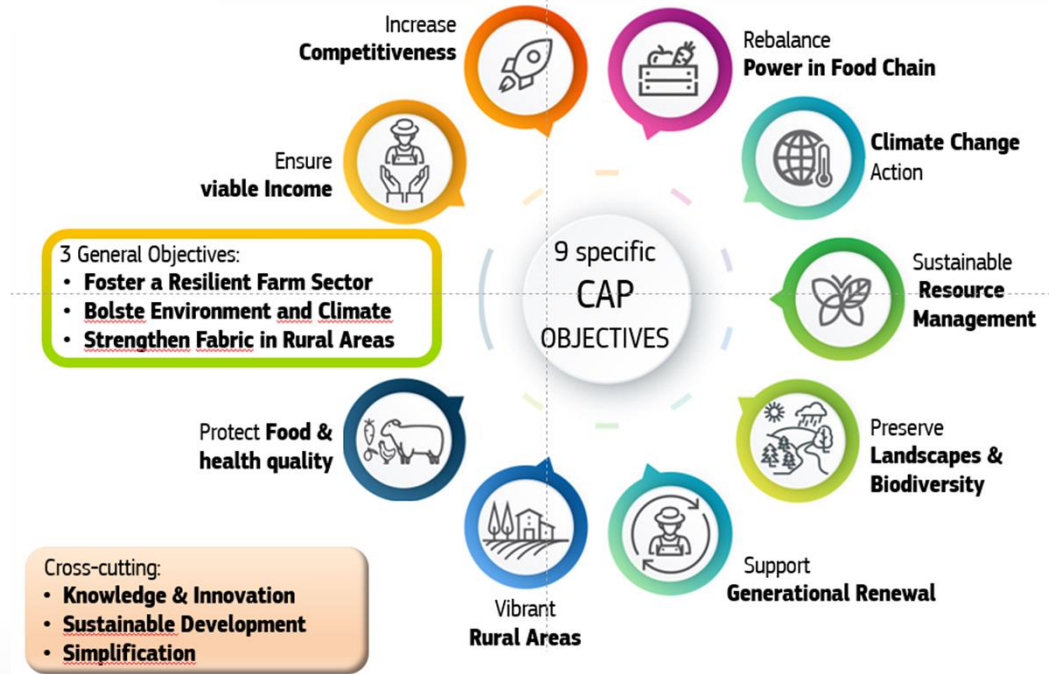 Increase
Competitiveness
Rebalance
Power in Food Chain
Climate Change
Action
Ensure
viable Income
3 General Objectives:
• Foster a Resilient Farm Sector
• Bolste Environment and Climate
• Strengthen Fabric in Rural Areas
9 specific
CAP
OBJECTIVES
Sustainable
Resource
Management
Protect Food &
health quality
Preserve
Landscapes &
Biodiversity
Support
Generational Renewal
Vibrant
Rural Areas
Cross-cutting:
• Knowledge & Innovation
• Sustainable Development
• Simplification